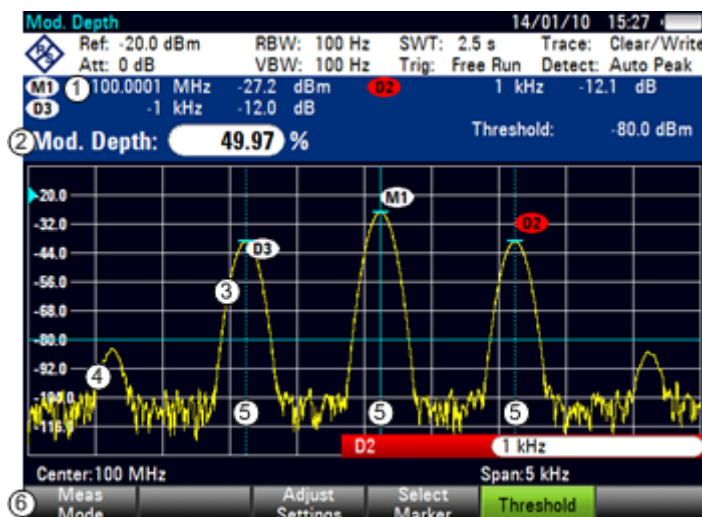 Mod. Depth 14/01/10 15:27
R S Ref: -20.0 dBm RBW: 100 Hz SWT: 2.5 s Trace: Clear/Write
Att: 0 dB VBW: 100 Hz Trig: Free Run Detect: Auto Peak
M1 1 100.0001 MHz -27.2 dBm D2 1 kHz -12.1 dB
D3 -1 kHz -12.0 dB
2 Mod. Depth: 49.97 % Threshold: -80.0 dBm
-20.0
M1
-32.0
D2
-44.0
D3
-56.0
3
-68.0
-80.0
-92.0
4
-104.0
5 5 5
-116.0
D2 1 kHz
Center:100 MHz Span:5 kHz
6 Meas Mode Adjust Settings Select Marker Threshold